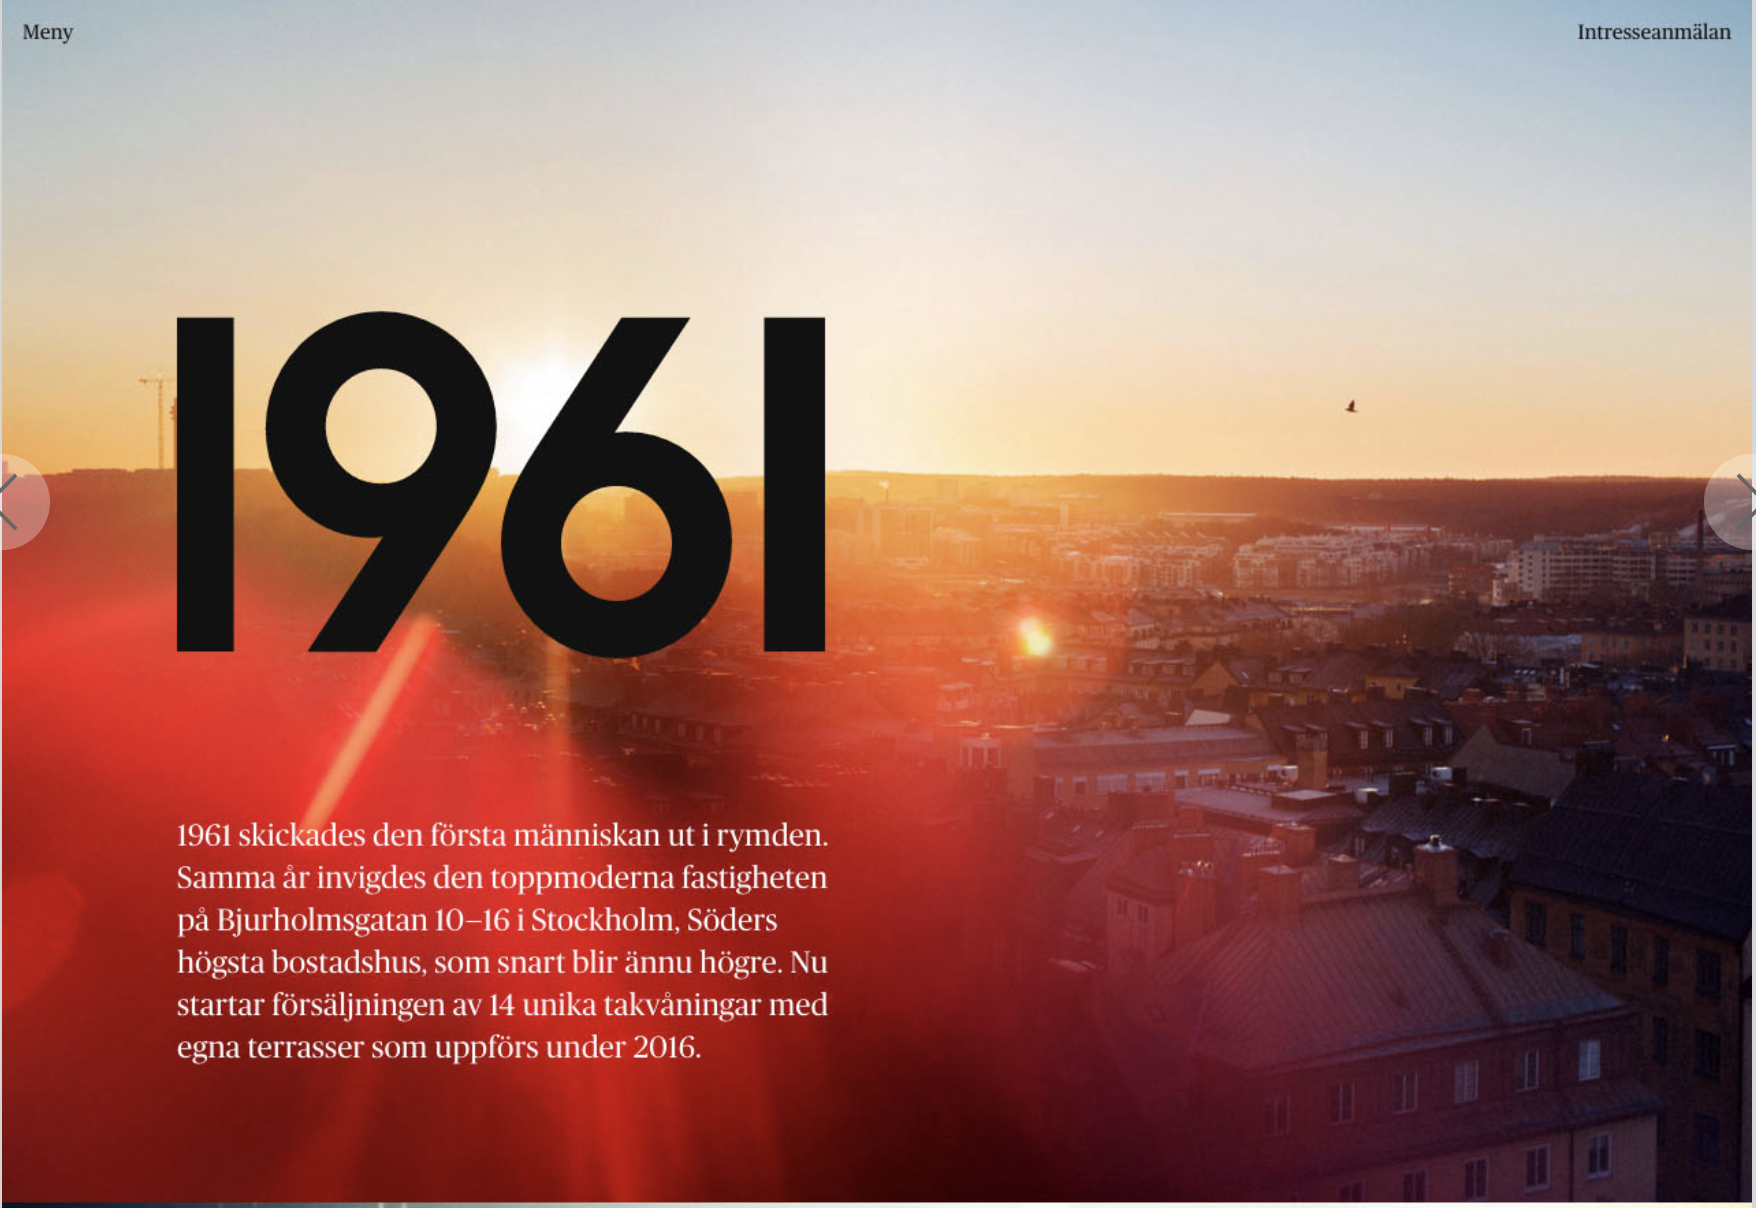 Meny
Intresseanmälan
1961
1961 skickades den första människan ut i rymden.
Samma år invigdes den toppmoderna fastigheten
på Bjurholmsgatan 10–16 i Stockholm, Söders
högsta bostadshus, som snart blir ännu högre. Nu
startar försäljningen av 14 unika takvåningar med
egna terrasser som uppförs under 2016.